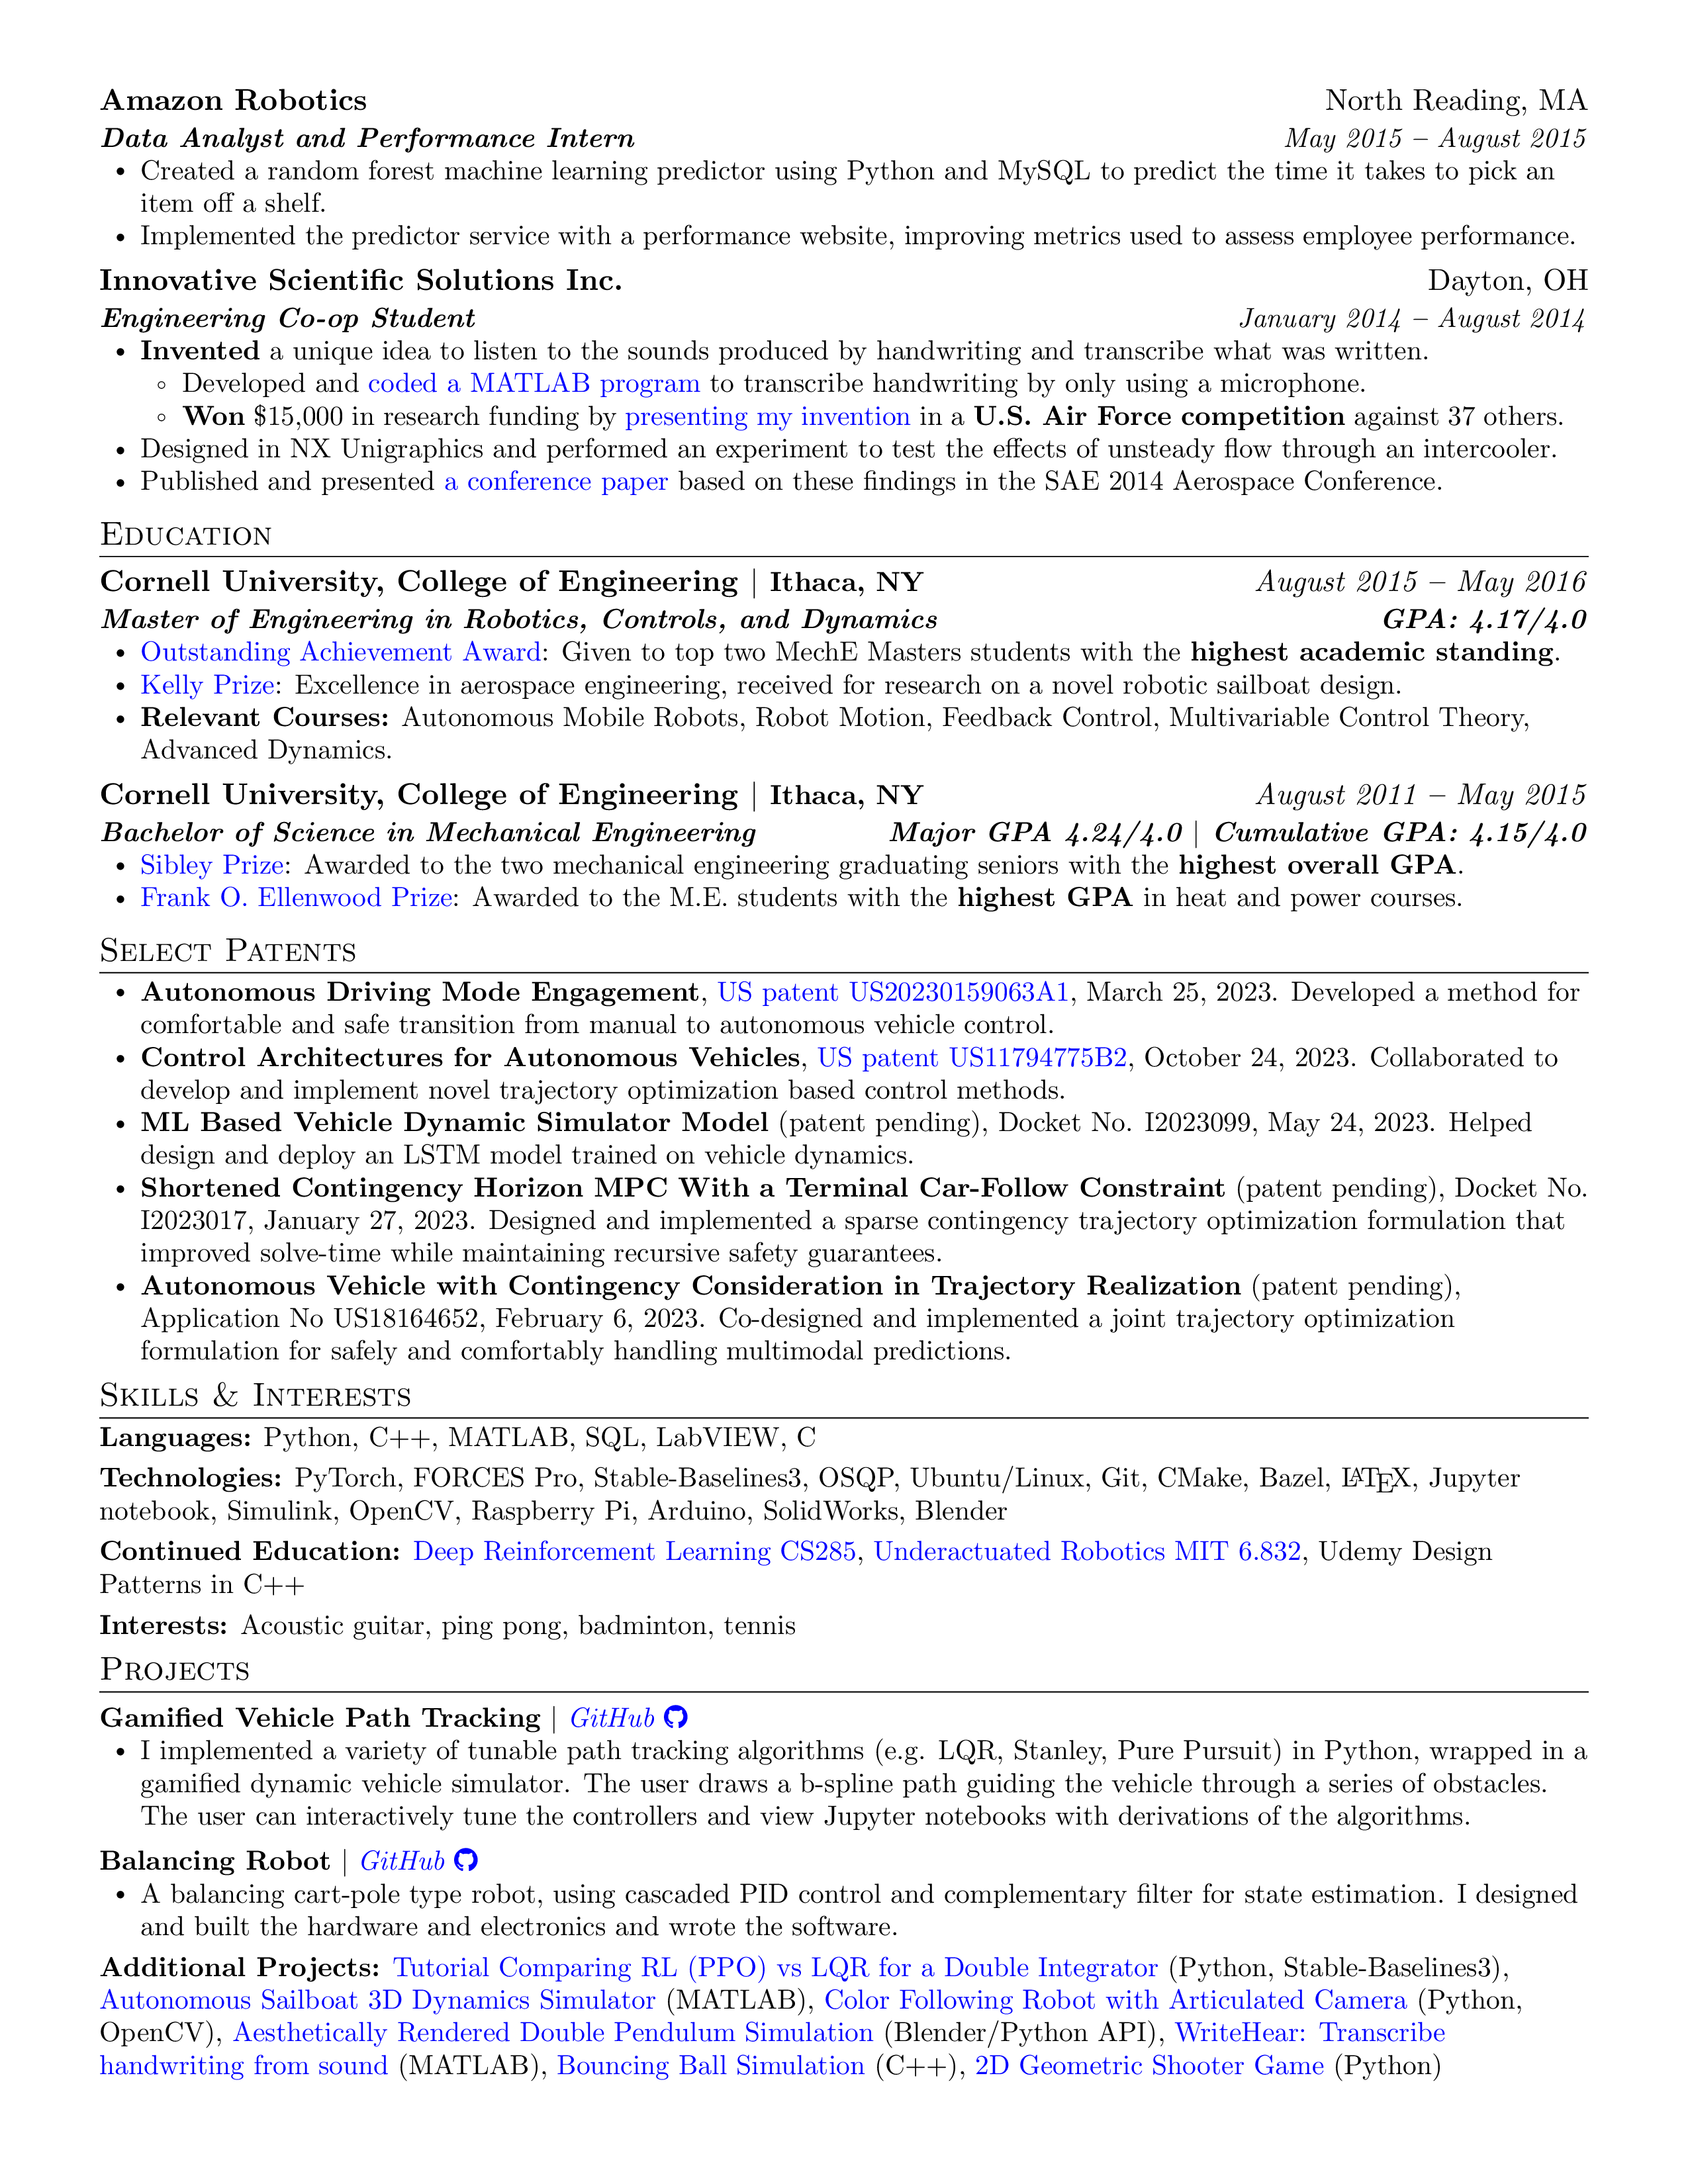 Amazon Robotics North Reading, MA
Data Analyst and Performance Intern May 2015 – August 2015
• Created a random forest machine learning predictor using Python and MySQL to predict the time it takes to pick an
item off a shelf.
• Implemented the predictor service with a performance website, improving metrics used to assess employee performance.
Innovative Scientific Solutions Inc. Dayton, OH
Engineering Co-op Student January 2014 – August 2014
• Invented a unique idea to listen to the sounds produced by handwriting and transcribe what was written.
◦ Developed and coded a MATLAB program to transcribe handwriting by only using a microphone.
◦ Won $15,000 in research funding by presenting my invention in a U.S. Air Force competition against 37 others.
• Designed in NX Unigraphics and performed an experiment to test the effects of unsteady flow through an intercooler.
• Published and presented a conference paper based on these findings in the SAE 2014 Aerospace Conference.
Education
Cornell University, College of Engineering | Ithaca, NY August 2015 – May 2016
Master of Engineering in Robotics, Controls, and Dynamics GPA: 4.17/4.0
• Outstanding Achievement Award: Given to top two MechE Masters students with the highest academic standing.
• Kelly Prize: Excellence in aerospace engineering, received for research on a novel robotic sailboat design.
• Relevant Courses: Autonomous Mobile Robots, Robot Motion, Feedback Control, Multivariable Control Theory,
Advanced Dynamics.
Cornell University, College of Engineering | Ithaca, NY August 2011 – May 2015
Bachelor of Science in Mechanical Engineering Major GPA 4.24/4.0 | Cumulative GPA: 4.15/4.0
• Sibley Prize: Awarded to the two mechanical engineering graduating seniors with the highest overall GPA.
• Frank O. Ellenwood Prize: Awarded to the M.E. students with the highest GPA in heat and power courses.
Select Patents
• Autonomous Driving Mode Engagement, US patent US20230159063A1, March 25, 2023. Developed a method for
comfortable and safe transition from manual to autonomous vehicle control.
• Control Architectures for Autonomous Vehicles, US patent US11794775B2, October 24, 2023. Collaborated to
develop and implement novel trajectory optimization based control methods.
• ML Based Vehicle Dynamic Simulator Model (patent pending), Docket No. I2023099, May 24, 2023. Helped
design and deploy an LSTM model trained on vehicle dynamics.
• Shortened Contingency Horizon MPC With a Terminal Car-Follow Constraint (patent pending), Docket No.
I2023017, January 27, 2023. Designed and implemented a sparse contingency trajectory optimization formulation that
improved solve-time while maintaining recursive safety guarantees.
• Autonomous Vehicle with Contingency Consideration in Trajectory Realization (patent pending),
Application No US18164652, February 6, 2023. Co-designed and implemented a joint trajectory optimization
formulation for safely and comfortably handling multimodal predictions.
Skills & Interests
Languages: Python, C++, MATLAB, SQL, LabVIEW, C
Technologies: PyTorch, FORCES Pro, Stable-Baselines3, OSQP, Ubuntu/Linux, Git, CMake, Bazel, LATEX, Jupyter
notebook, Simulink, OpenCV, Raspberry Pi, Arduino, SolidWorks, Blender
Continued Education: Deep Reinforcement Learning CS285, Underactuated Robotics MIT 6.832, Udemy Design
Patterns in C++
Interests: Acoustic guitar, ping pong, badminton, tennis
Projects
Gamified Vehicle Path Tracking | GitHub
• I implemented a variety of tunable path tracking algorithms (e.g. LQR, Stanley, Pure Pursuit) in Python, wrapped in a
gamified dynamic vehicle simulator. The user draws a b-spline path guiding the vehicle through a series of obstacles.
The user can interactively tune the controllers and view Jupyter notebooks with derivations of the algorithms.
Balancing Robot | GitHub
• A balancing cart-pole type robot, using cascaded PID control and complementary filter for state estimation. I designed
and built the hardware and electronics and wrote the software.
Additional Projects: Tutorial Comparing RL (PPO) vs LQR for a Double Integrator (Python, Stable-Baselines3),
Autonomous Sailboat 3D Dynamics Simulator (MATLAB), Color Following Robot with Articulated Camera (Python,
OpenCV), Aesthetically Rendered Double Pendulum Simulation (Blender/Python API), WriteHear: Transcribe
handwriting from sound (MATLAB), Bouncing Ball Simulation (C++), 2D Geometric Shooter Game (Python)